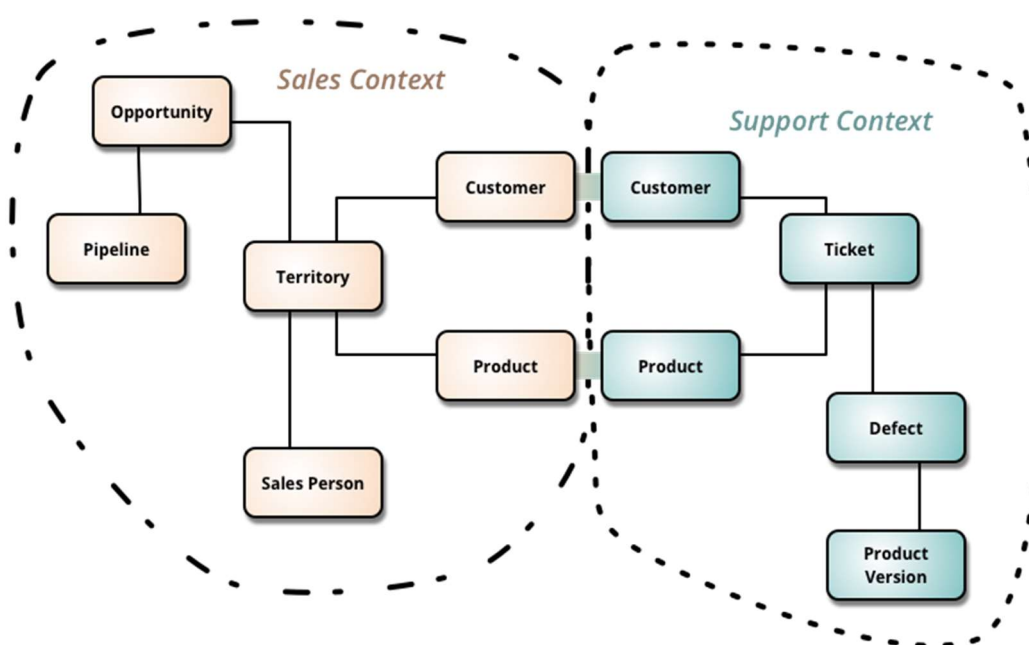 Sales Context
Opportunity
Support Context
Customer
Customer
Pipeline
Ticket
Territory
Product
Product
Defect
Sales Person
Product
Version